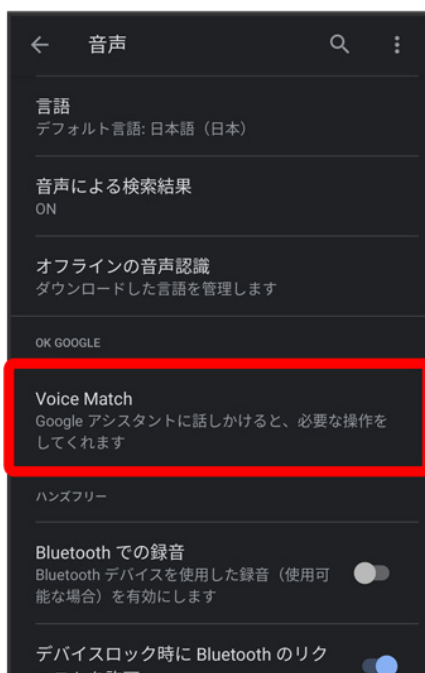 音声
言語
デフォルト言語: 日本語（日本）
音声による検索結果
ON
オフラインの音声認識
ダウンロードした言語を管理します
OK GOOGLE
Voice Match
Google アシスタントに話しかけると、必要な操作を
してくれます
ハンズフリー
Bluetooth での録音
Bluetooth デバイスを使用した録音（使用可
能な場合）を有効にします
デバイスロック時に Bluetooth のリク